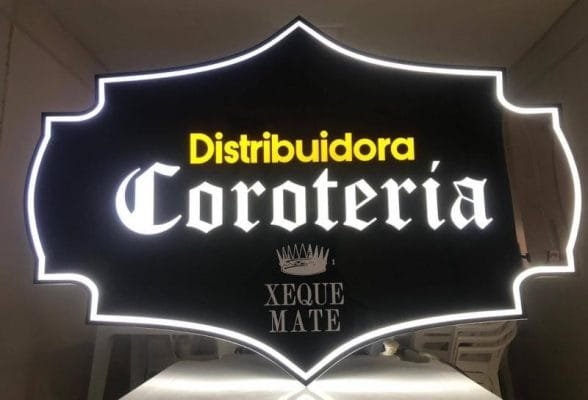 Distribuidora
Coroteria
XEQUE
MATE